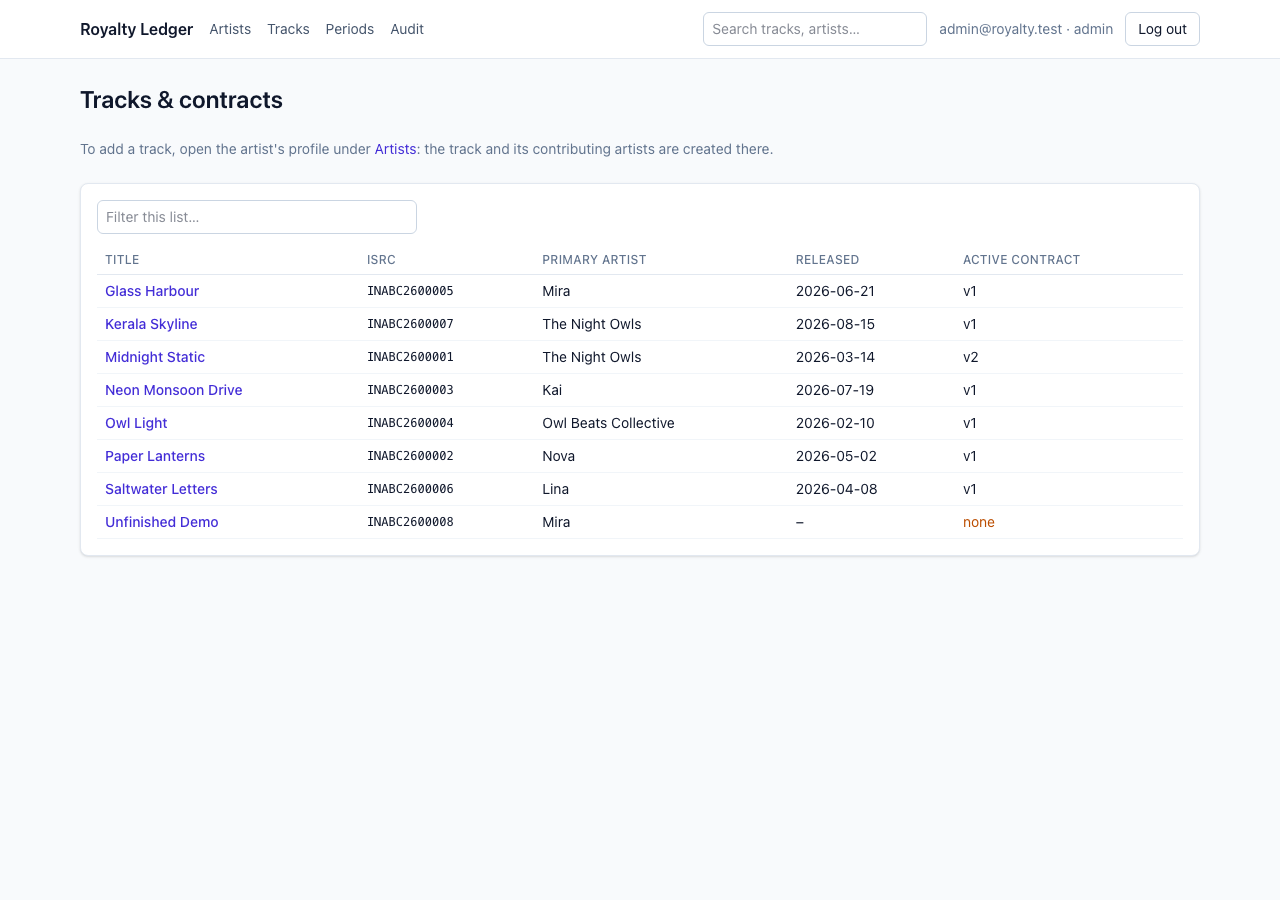 Royalty Ledger Artists Tracks Periods Audit Search tracks, artists... admin@royalty.test · admin Log out
Tracks & contracts
To add a track, open the artist's profile under Artists: the track and its contributing artists are created there.
Filter this list...
TITLE ISRC PRIMARY ARTIST RELEASED ACTIVE CONTRACT
Glass Harbour INABC2600005 Mira 2026-06-21 v1
Kerala Skyline INABC2600007 The Night Owls 2026-08-15 v1
Midnight Static INABC2600001 The Night Owls 2026-03-14 v2
Neon Monsoon Drive INABC2600003 Kai 2026-07-19 v1
Owl Light INABC2600004 Owl Beats Collective 2026-02-10 v1
Paper Lanterns INABC2600002 Nova 2026-05-02 v1
Saltwater Letters INABC2600006 Lina 2026-04-08 v1
Unfinished Demo INABC2600008 Mira – none